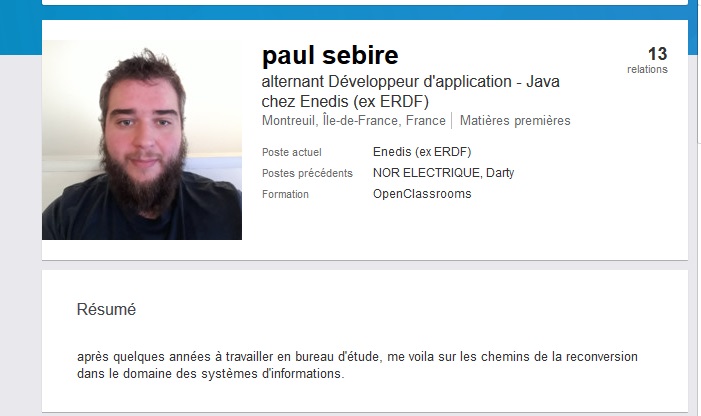 paul sebire
13
relations
alternant Développeur d'application - Java
chez Enedis (ex ERDF)
Montreuil, Île-de-France, France | Matières premières
Poste actuel Enedis (ex ERDF)
Postes précédents NOR ELECTRIQUE, Darty
Formation OpenClassrooms
Résumé
après quelques années à travailler en bureau d'étude, me voila sur les chemins de la reconversion
dans le domaine des systèmes d'informations.